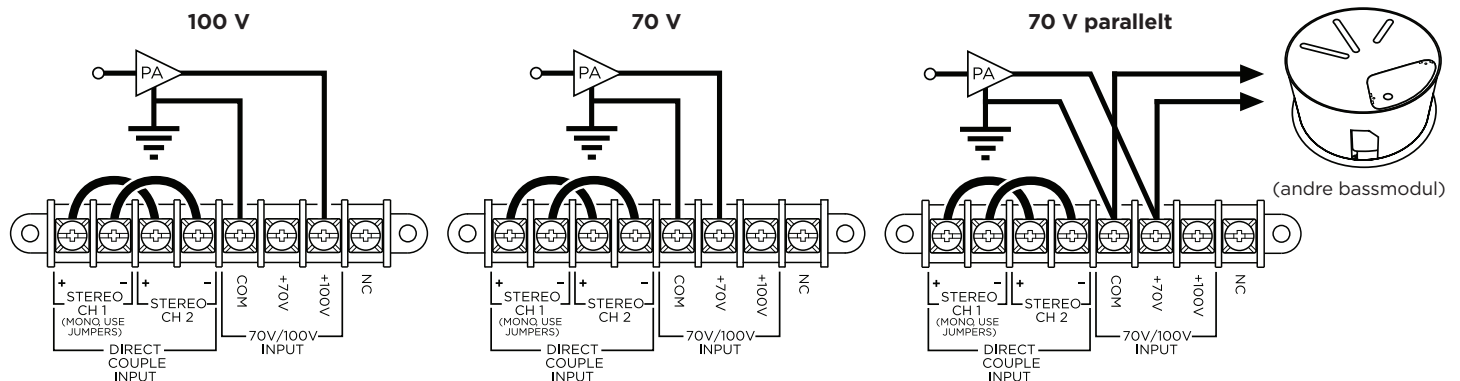 100 V
PA
+ − + −
STEREO
CH 1
(MONO, USE
JUMPERS)
STEREO
CH 2
COM
+70V
+100V
NC
DIRECT
COUPLE
INPUT
70V/100V
INPUT
70 V
PA
+ − + −
STEREO
CH 1
(MONO, USE
JUMPERS)
STEREO
CH 2
COM
+70V
+100V
NC
DIRECT
COUPLE
INPUT
70V/100V
INPUT
70 V parallelt
PA
(andre bassmodul)
+ − + −
STEREO
CH 1
(MONO, USE
JUMPERS)
STEREO
CH 2
COM
+70V
+100V
NC
DIRECT
COUPLE
INPUT
70V/100V
INPUT